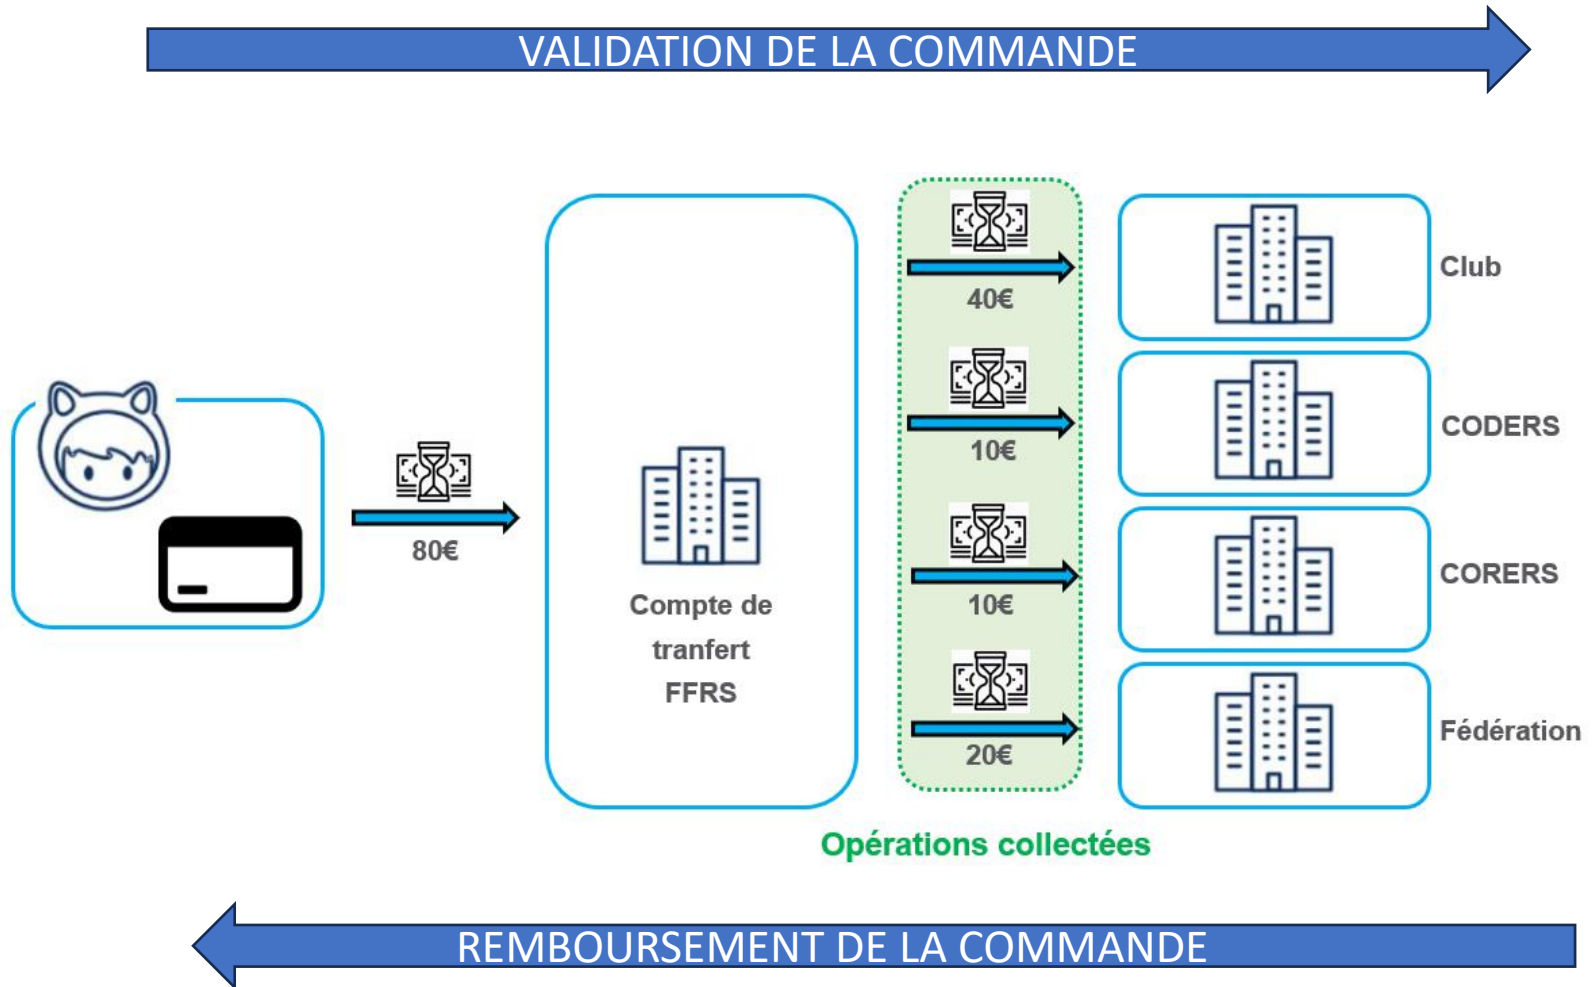 VALIDATION DE LA COMMANDE
40€
Club
10€
CODERS
80€
Compte de
tranfert
FFRS
10€
CORERS
20€
Fédération
Opérations collectées
REMBOURSEMENT DE LA COMMANDE